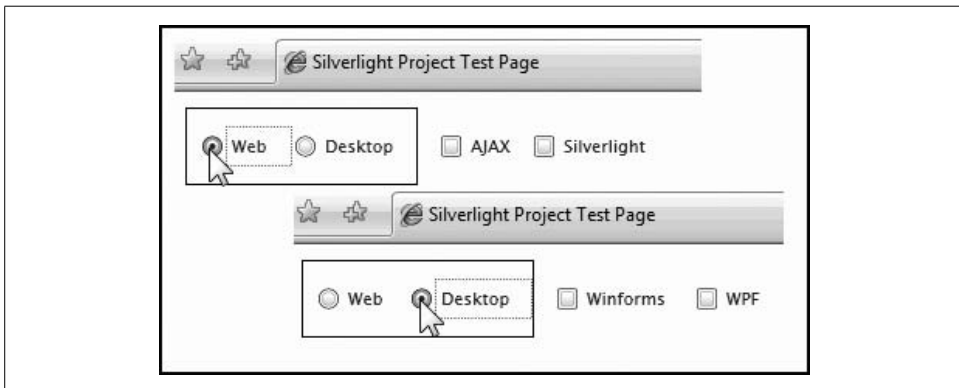 Silverlight Project Test Page
Web Desktop AJAX Silverlight
Silverlight Project Test Page
Web Desktop Winforms WPF